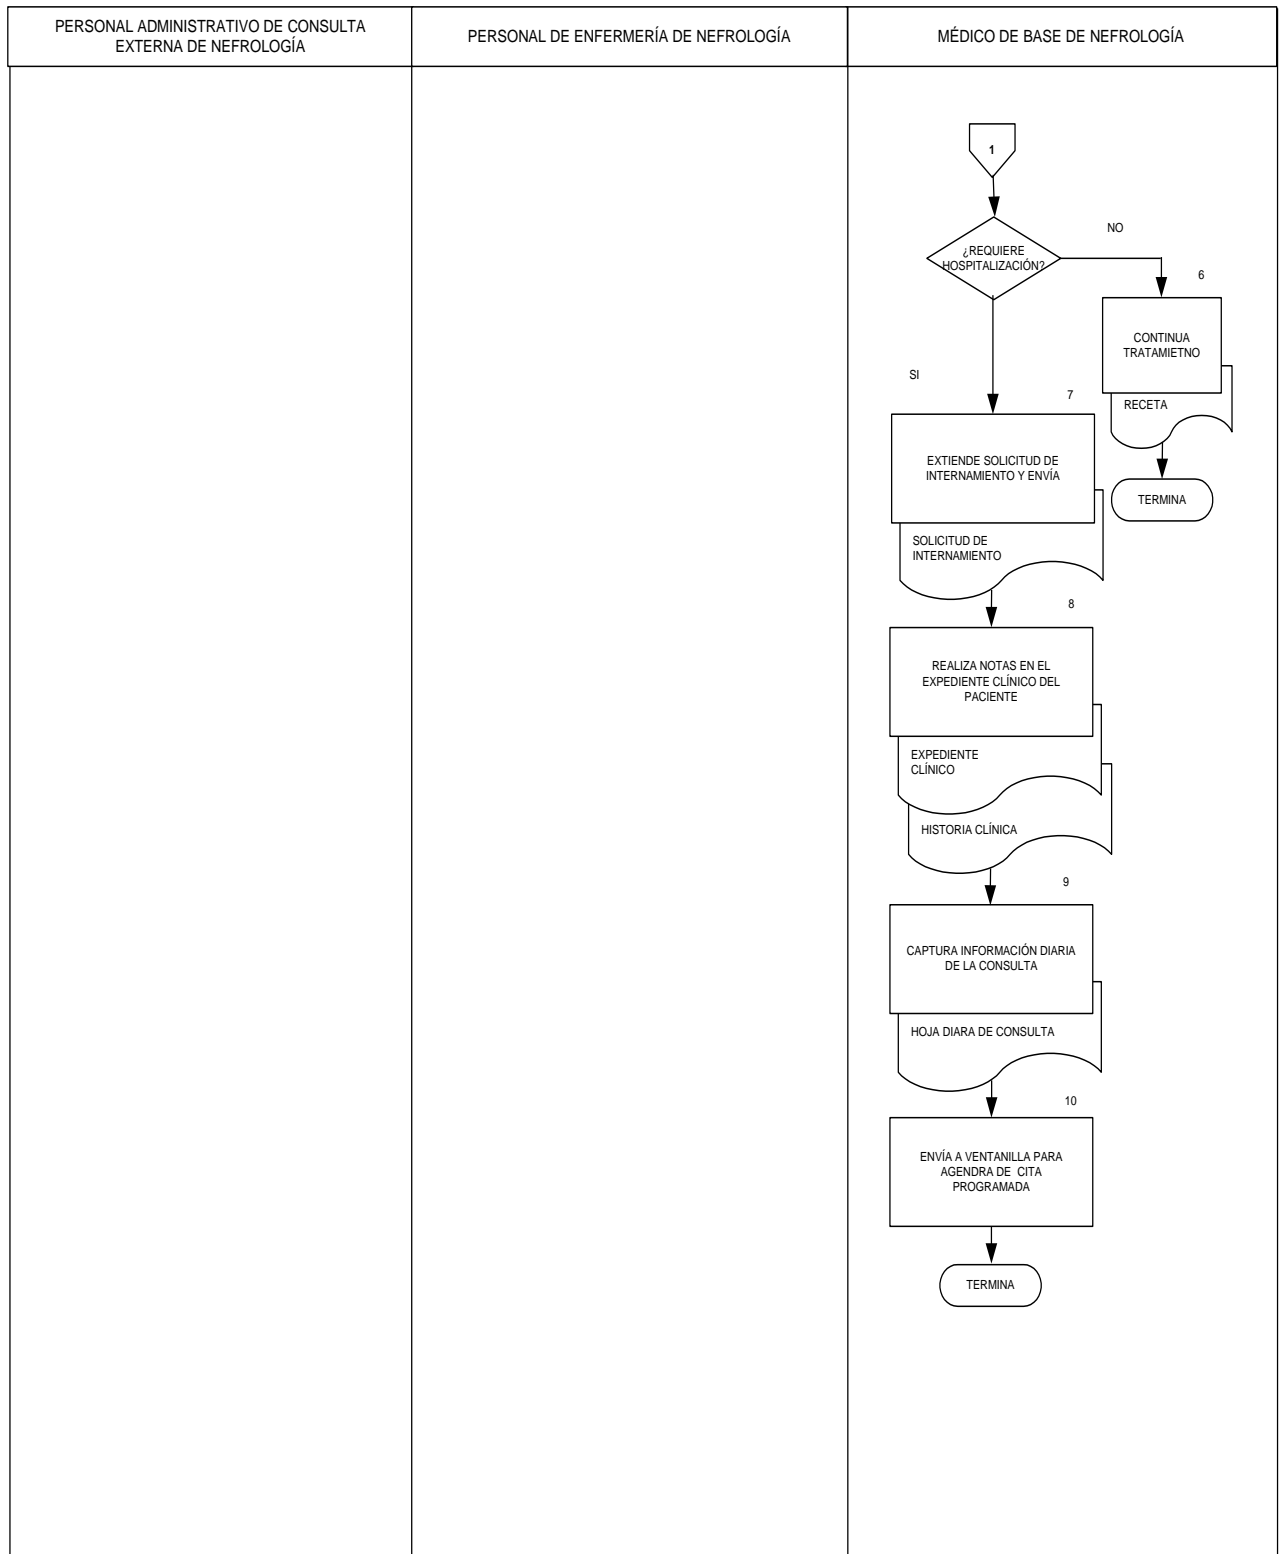 PERSONAL ADMINISTRATIVO DE CONSULTA
EXTERNA DE NEFROLOGÍA
PERSONAL DE ENFERMERÍA DE NEFROLOGÍA
MÉDICO DE BASE DE NEFROLOGÍA
1
¿REQUIERE
HOSPITALIZACIÓN?
NO
6
CONTINUA
TRATAMIETNO
RECETA
TERMINA
SI
7
EXTIENDE SOLICITUD DE
INTERNAMIENTO Y ENVÍA
SOLICITUD DE
INTERNAMIENTO
8
REALIZA NOTAS EN EL
EXPEDIENTE CLÍNICO DEL
PACIENTE
EXPEDIENTE
CLÍNICO
HISTORIA CLÍNICA
9
CAPTURA INFORMACIÓN DIARIA
DE LA CONSULTA
HOJA DIARA DE CONSULTA
10
ENVÍA A VENTANILLA PARA
AGENDRA DE CITA
PROGRAMADA
TERMINA